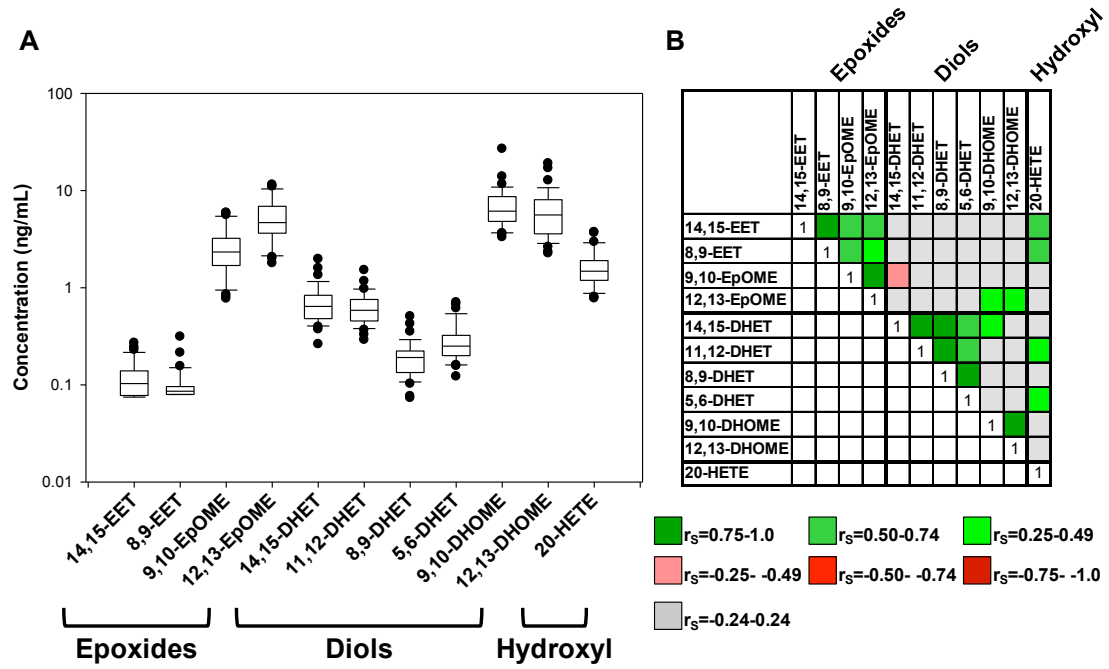 A
Concentration (ng/mL)
100
10
1
0.1
0.01
14,15-EET
8,9-EET
9,10-EpOME
12,13-EpOME
14,15-DHET
11,12-DHET
8,9-DHET
5,6-DHET
9,10-DHOME
12,13-DHOME
20-HETE
Epoxides
Diols
Hydroxyl
B
Epoxides
Diols
Hydroxyl
14,15-EET
8,9-EET
9,10-EpOME
12,13-EpOME
14,15-DHET
11,12-DHET
8,9-DHET
5,6-DHET
9,10-DHOME
12,13-DHOME
20-HETE
14,15-EET 1
8,9-EET 1
9,10-EpOME 1
12,13-EpOME 1
14,15-DHET 1
11,12-DHET 1
8,9-DHET 1
5,6-DHET 1
9,10-DHOME 1
12,13-DHOME 1
20-HETE 1
rS=0.75-1.0 rS=0.50-0.74 rS=0.25-0.49
rS=-0.25- -0.49 rS=-0.50- -0.74 rS=-0.75- -1.0
rS=-0.24-0.24